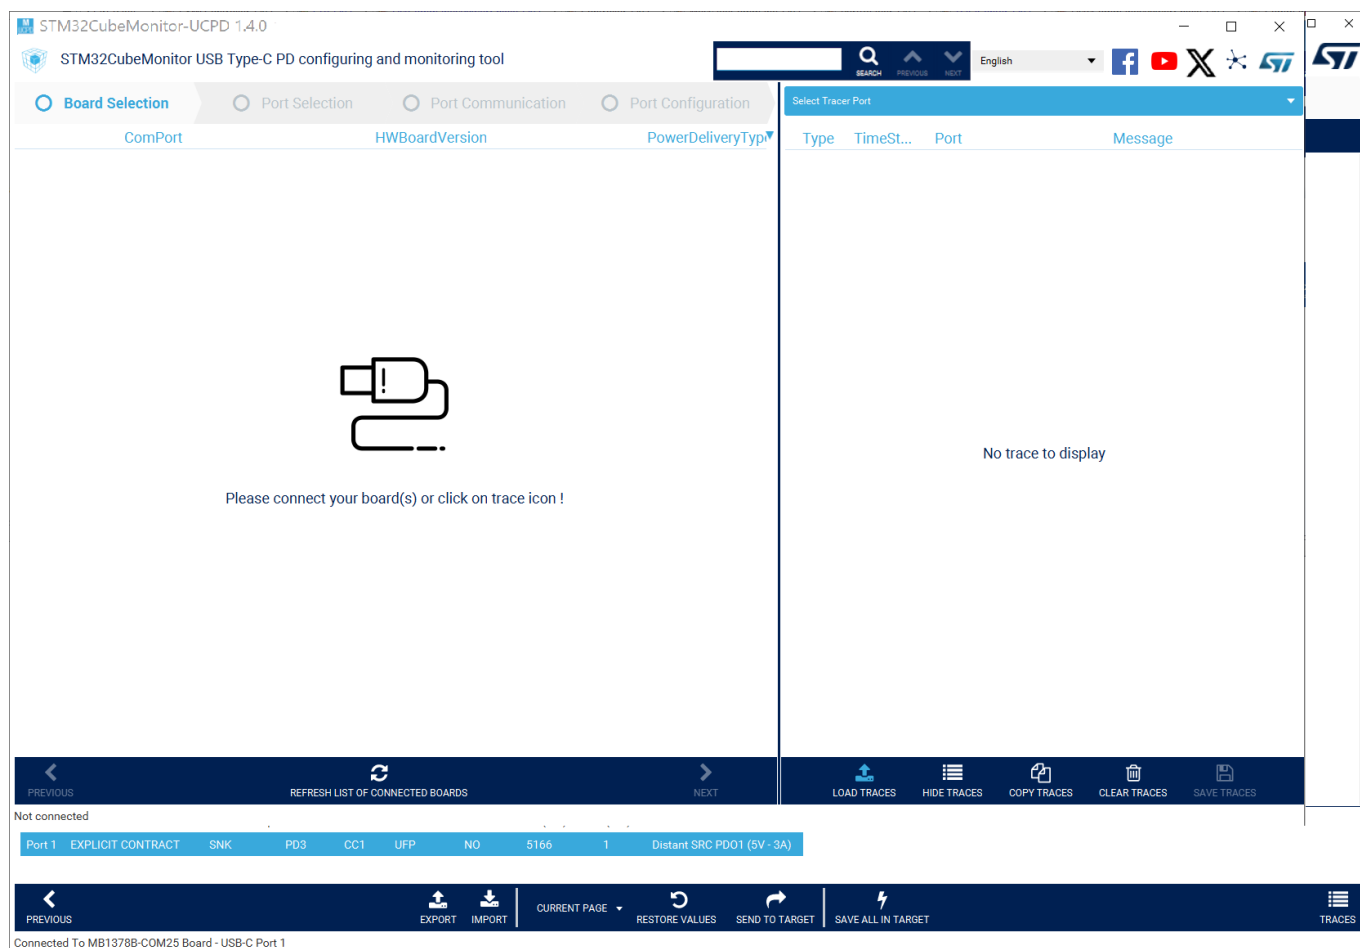 STM32CubeMonitor-UCPD 1.4.0
STM32CubeMonitor USB Type-C PD configuring and monitoring tool
SEARCH PREVIOUS NEXT English
Board Selection Port Selection Port Communication Port Configuration
Select Tracer Port
ComPort HWBoardVersion PowerDeliveryType
Type TimeSt... Port Message
No trace to display
Please connect your board(s) or click on trace icon !
PREVIOUS REFRESH LIST OF CONNECTED BOARDS NEXT
LOAD TRACES HIDE TRACES COPY TRACES CLEAR TRACES SAVE TRACES
Not connected
Port 1 EXPLICIT CONTRACT SNK PD3 CC1 UFP NO 5166 1 Distant SRC PDO1 (5V - 3A)
PREVIOUS EXPORT IMPORT CURRENT PAGE RESTORE VALUES SEND TO TARGET SAVE ALL IN TARGET TRACES
Connected To MB1378B-COM25 Board - USB-C Port 1